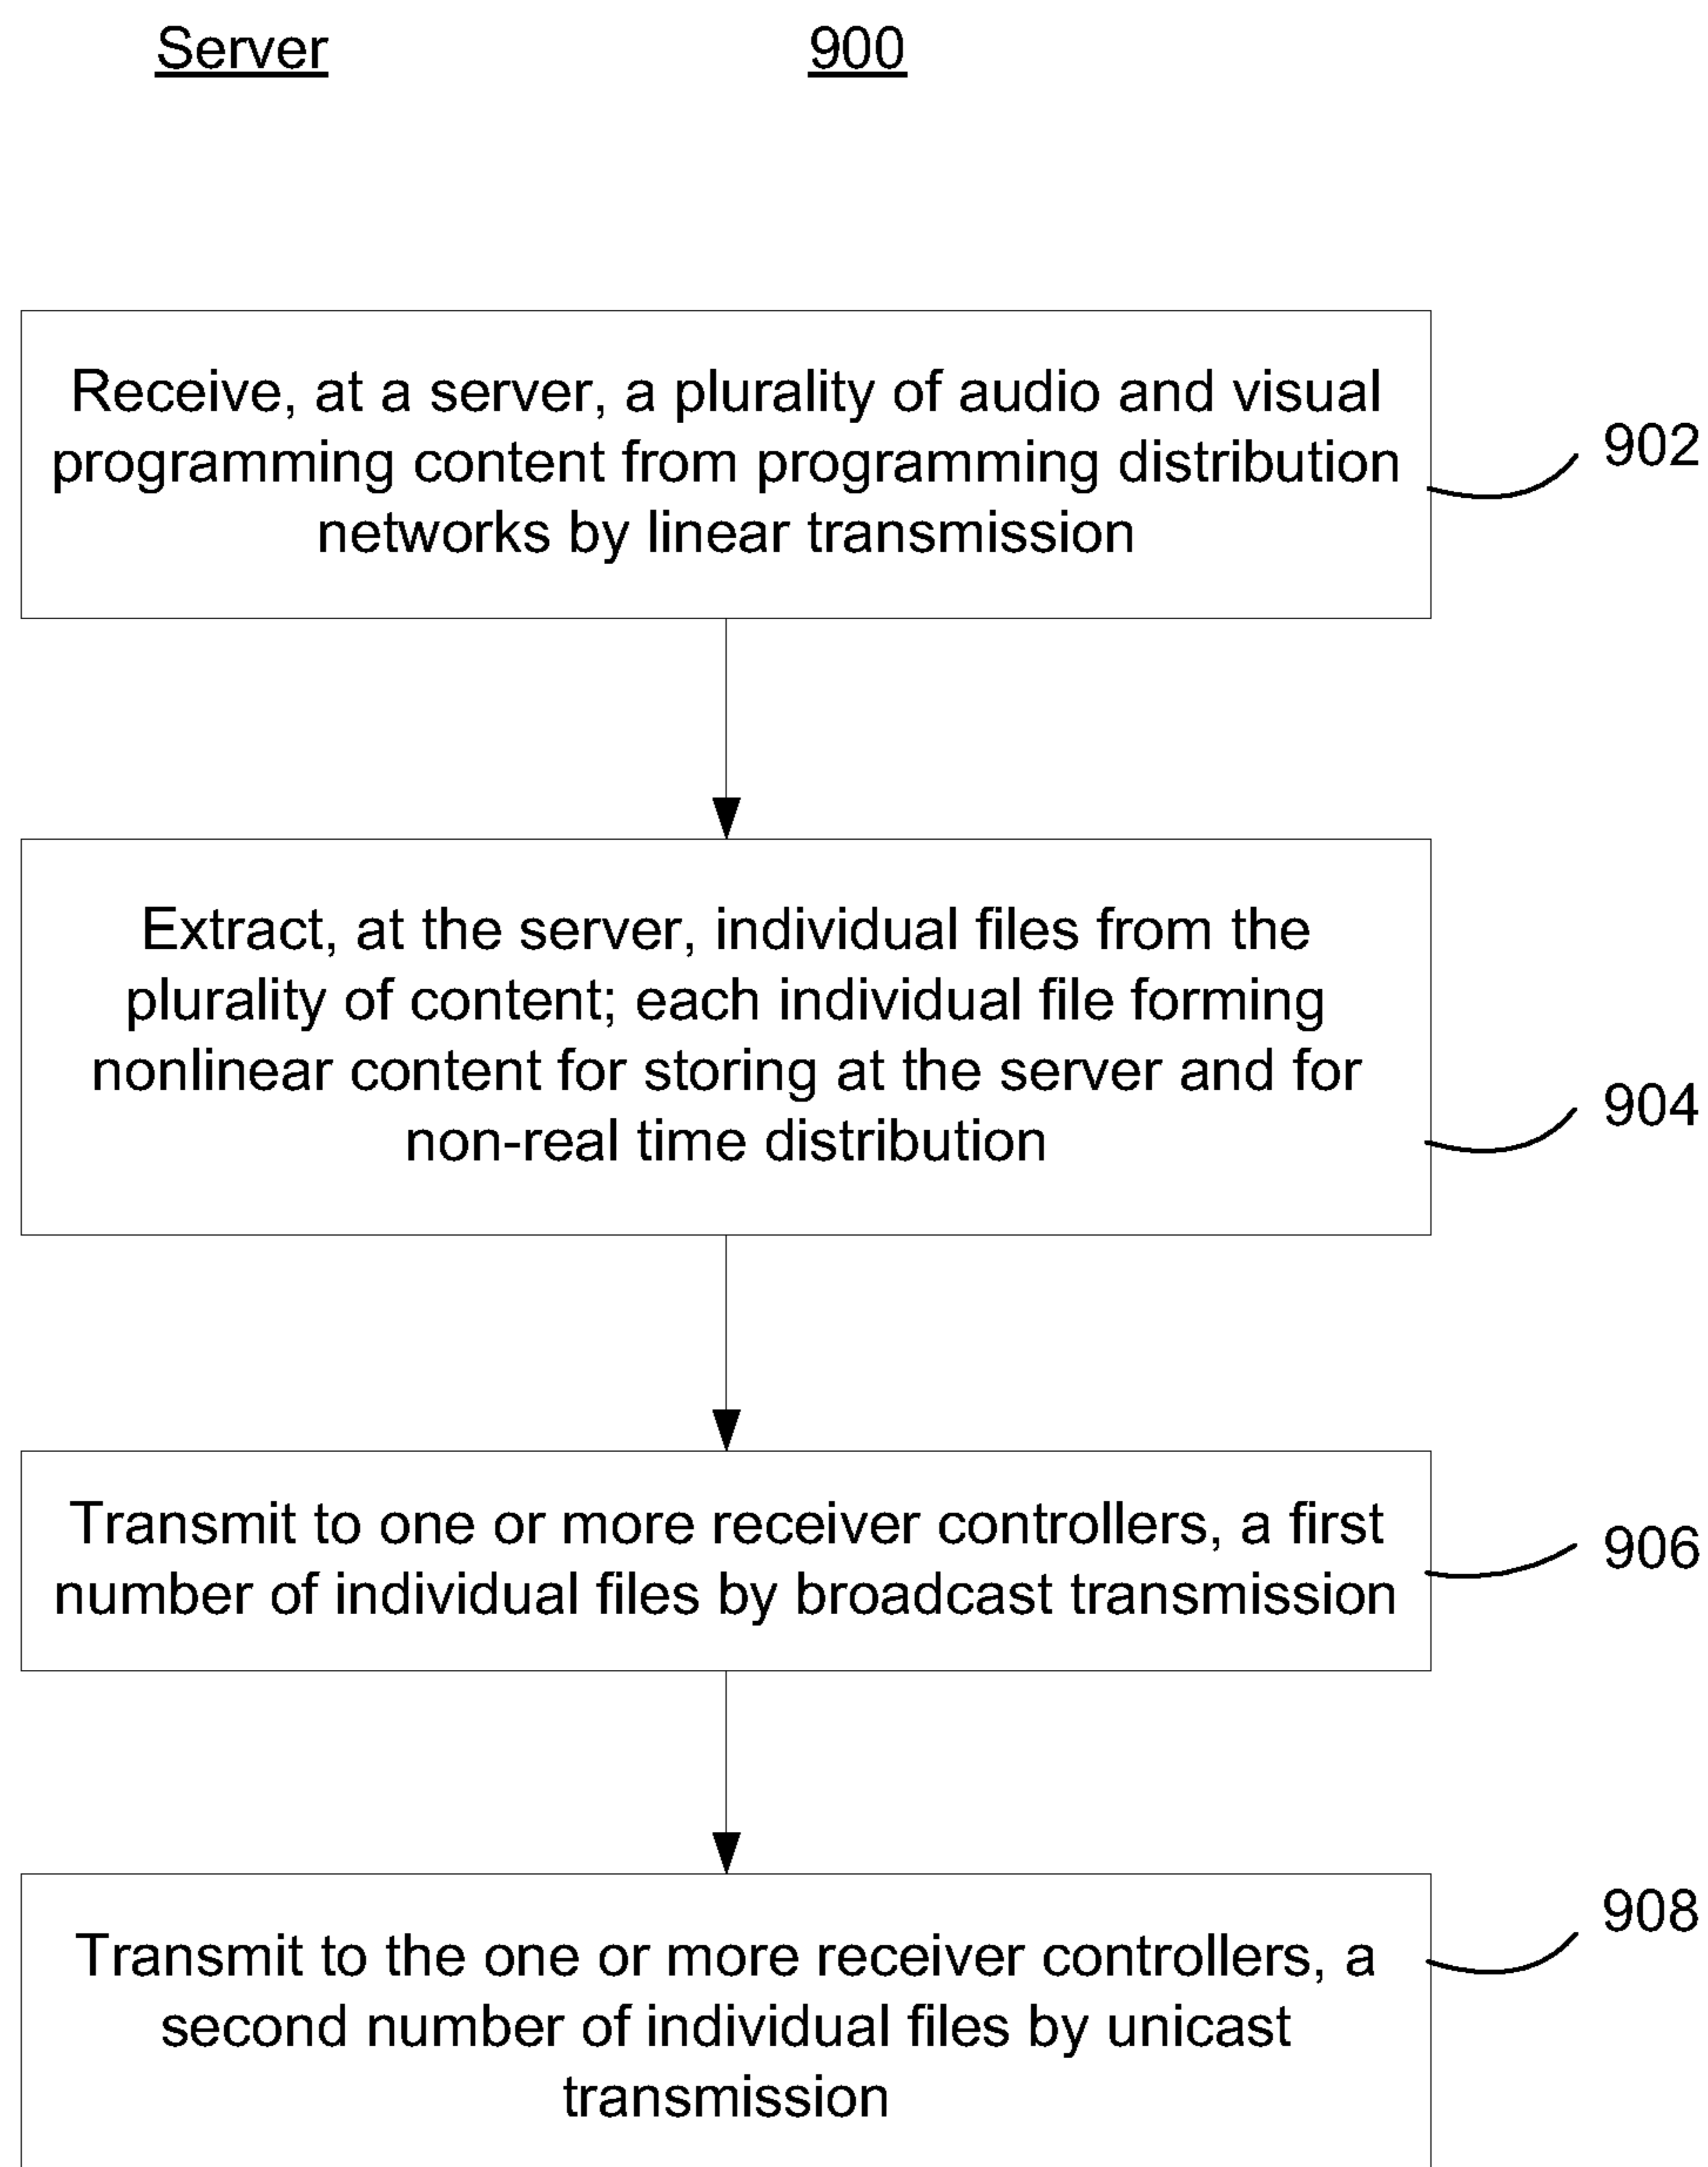 Server
900
Receive, at a server, a plurality of audio and visual
programming content from programming distribution
networks by linear transmission
902
Extract, at the server, individual files from the
plurality of content; each individual file forming
nonlinear content for storing at the server and for
non-real time distribution
904
Transmit to one or more receiver controllers, a first
number of individual files by broadcast transmission
906
Transmit to the one or more receiver controllers, a
second number of individual files by unicast
transmission
908